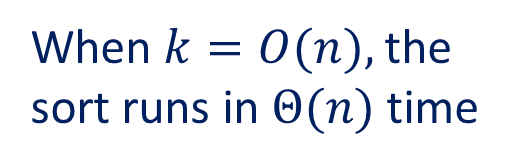 When 𝑘 = 𝑂(𝑛), the
sort runs in Θ(𝑛) time